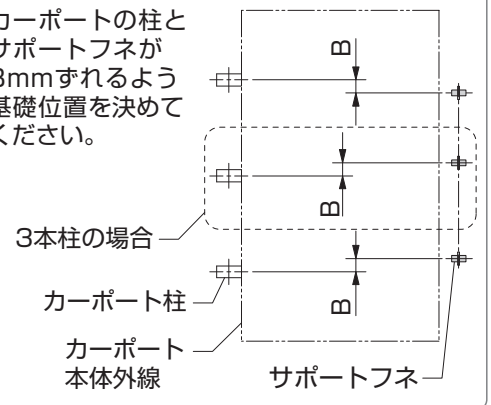 カーポートの柱と
サポートフネが
Bmmずれるよう
基礎位置を決めて
ください。
B
B
3本柱の場合
B
カーポート柱
カーポート
本体外線
サポートフネ